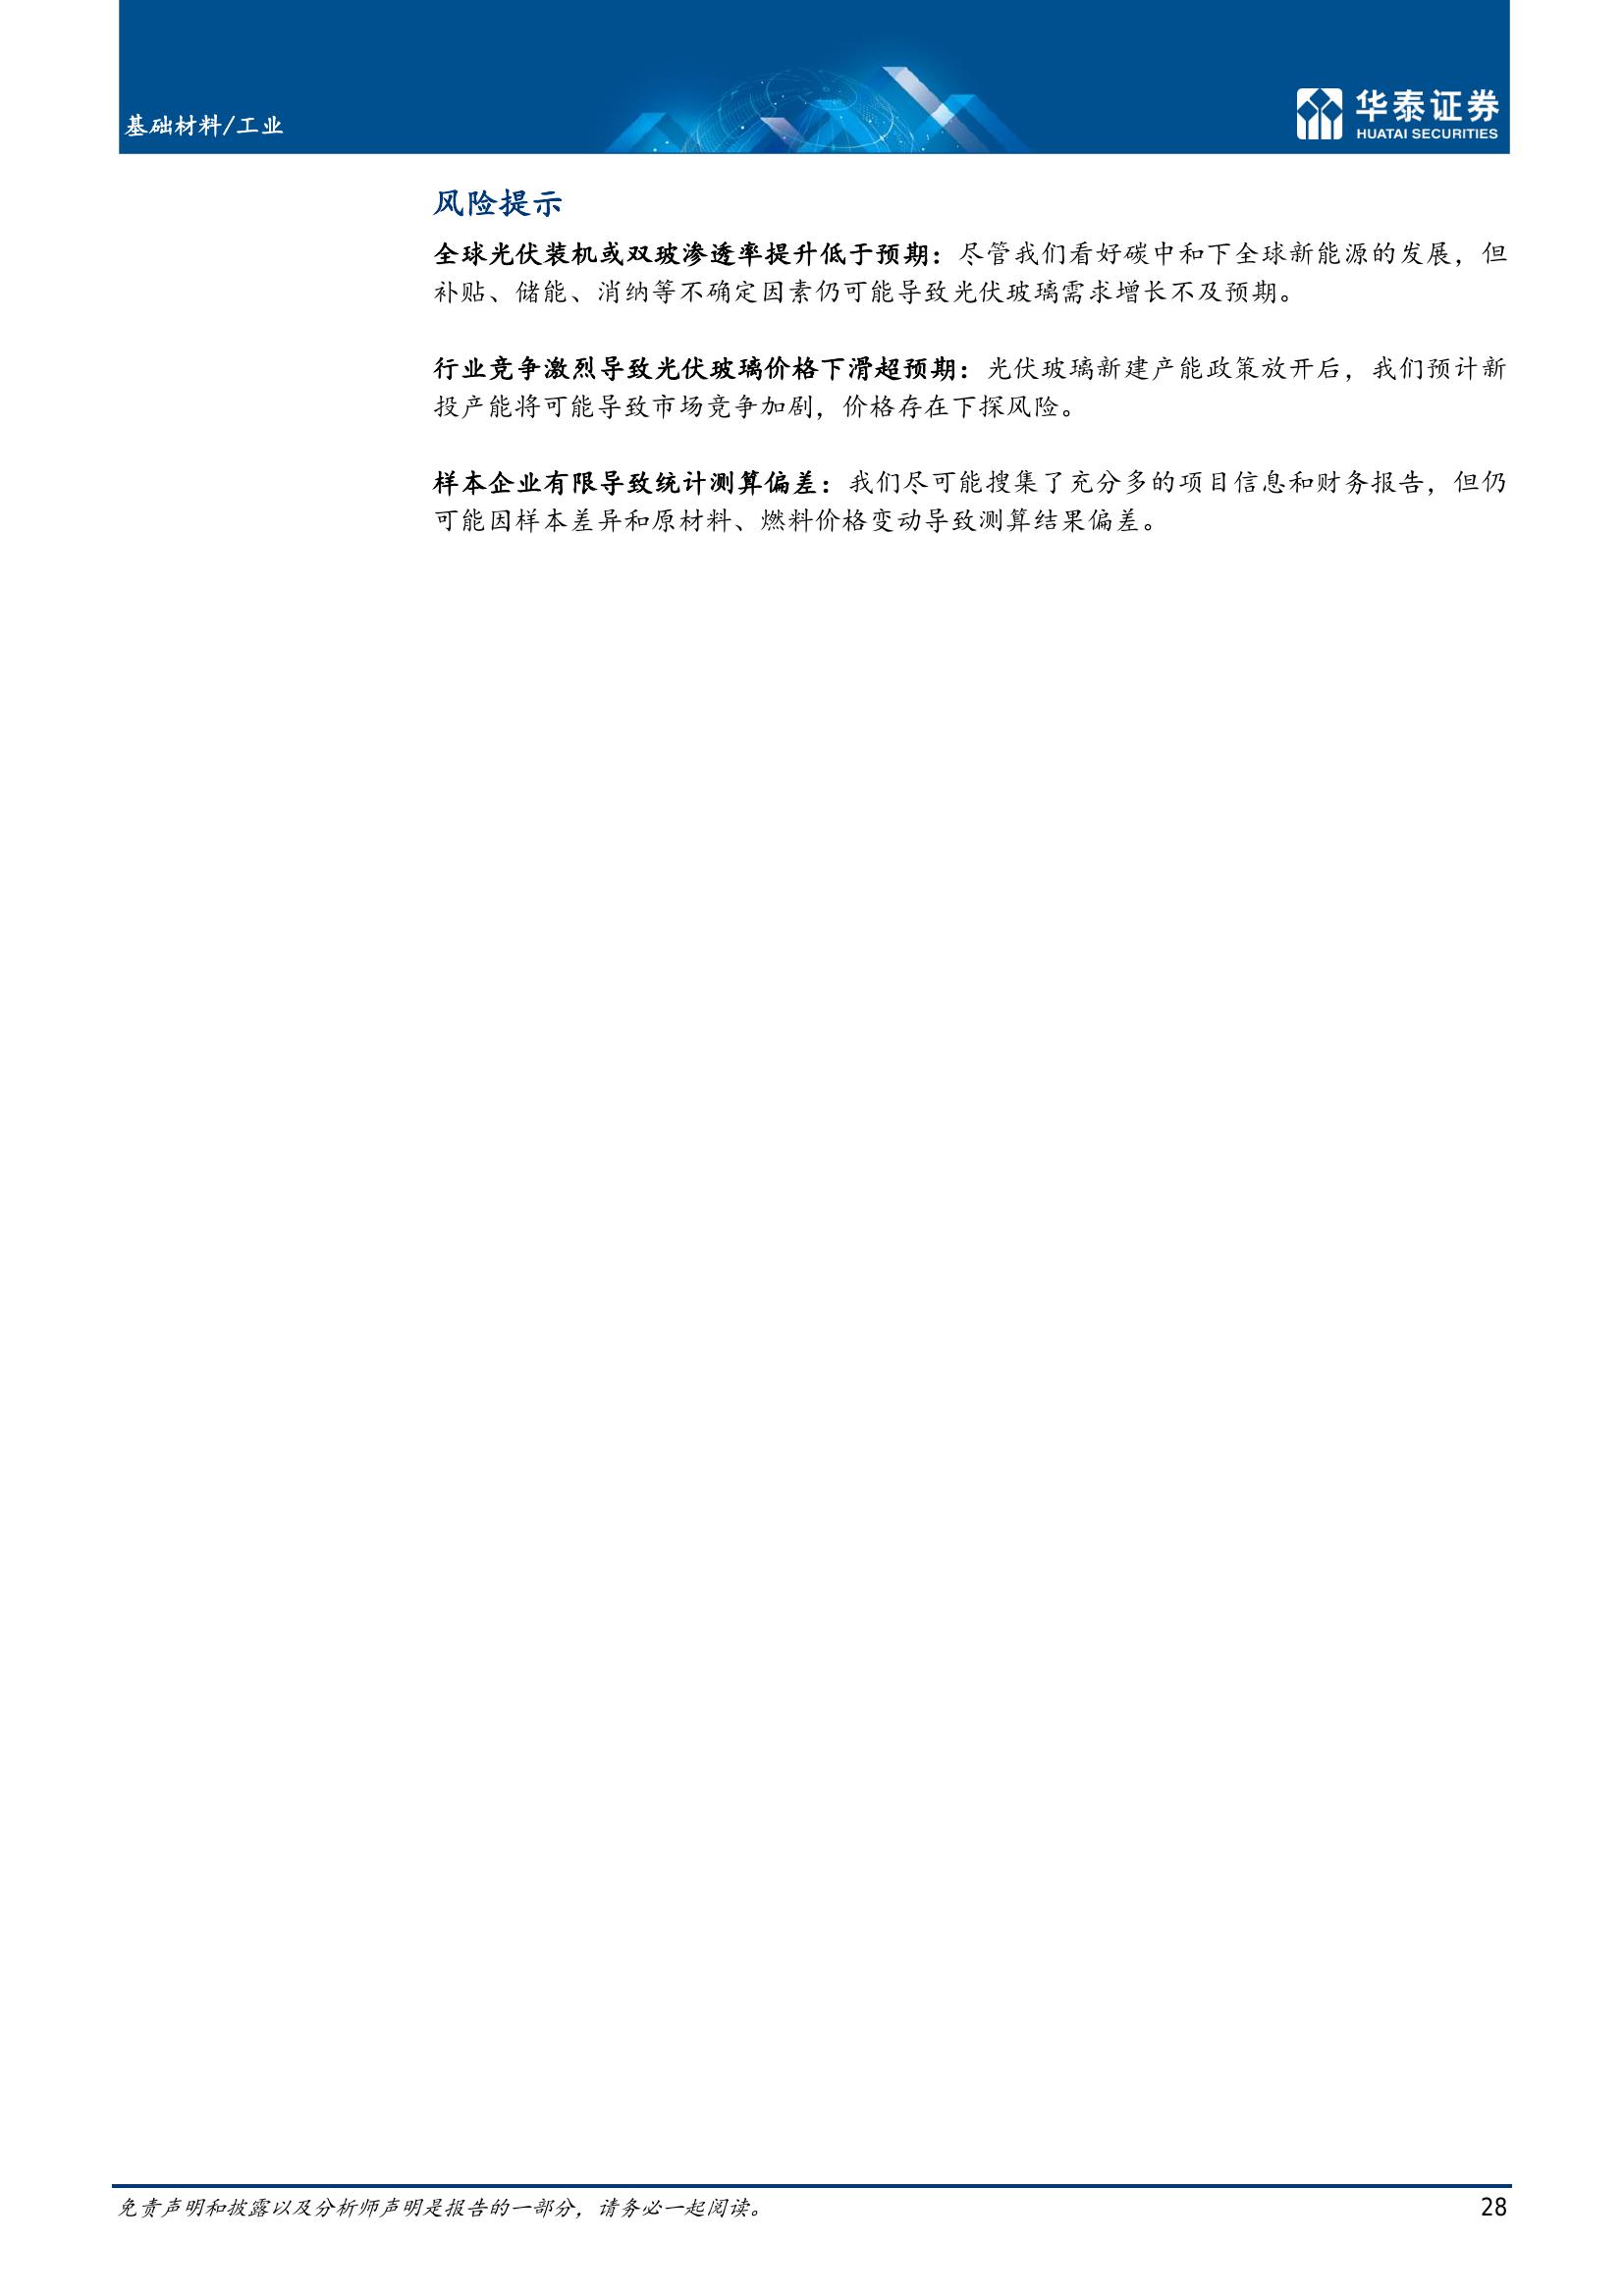 基础材料/工业
华泰证券
HUATAI SECURITIES
风险提示
全球光伏装机或双玻渗透率提升低于预期：尽管我们看好碳中和下全球新能源的发展，但
补贴、储能、消纳等不确定因素仍可能导致光伏玻璃需求增长不及预期。
行业竞争激烈导致光伏玻璃价格下滑超预期：光伏玻璃新建产能政策放开后，我们预计新
投产能将可能导致市场竞争加剧，价格存在下探风险。
样本企业有限导致统计测算偏差：我们尽可能搜集了充分多的项目信息和财务报告，但仍
可能因样本差异和原材料、燃料价格变动导致测算结果偏差。
免责声明和披露以及分析师声明是报告的一部分，请务必一起阅读。
28